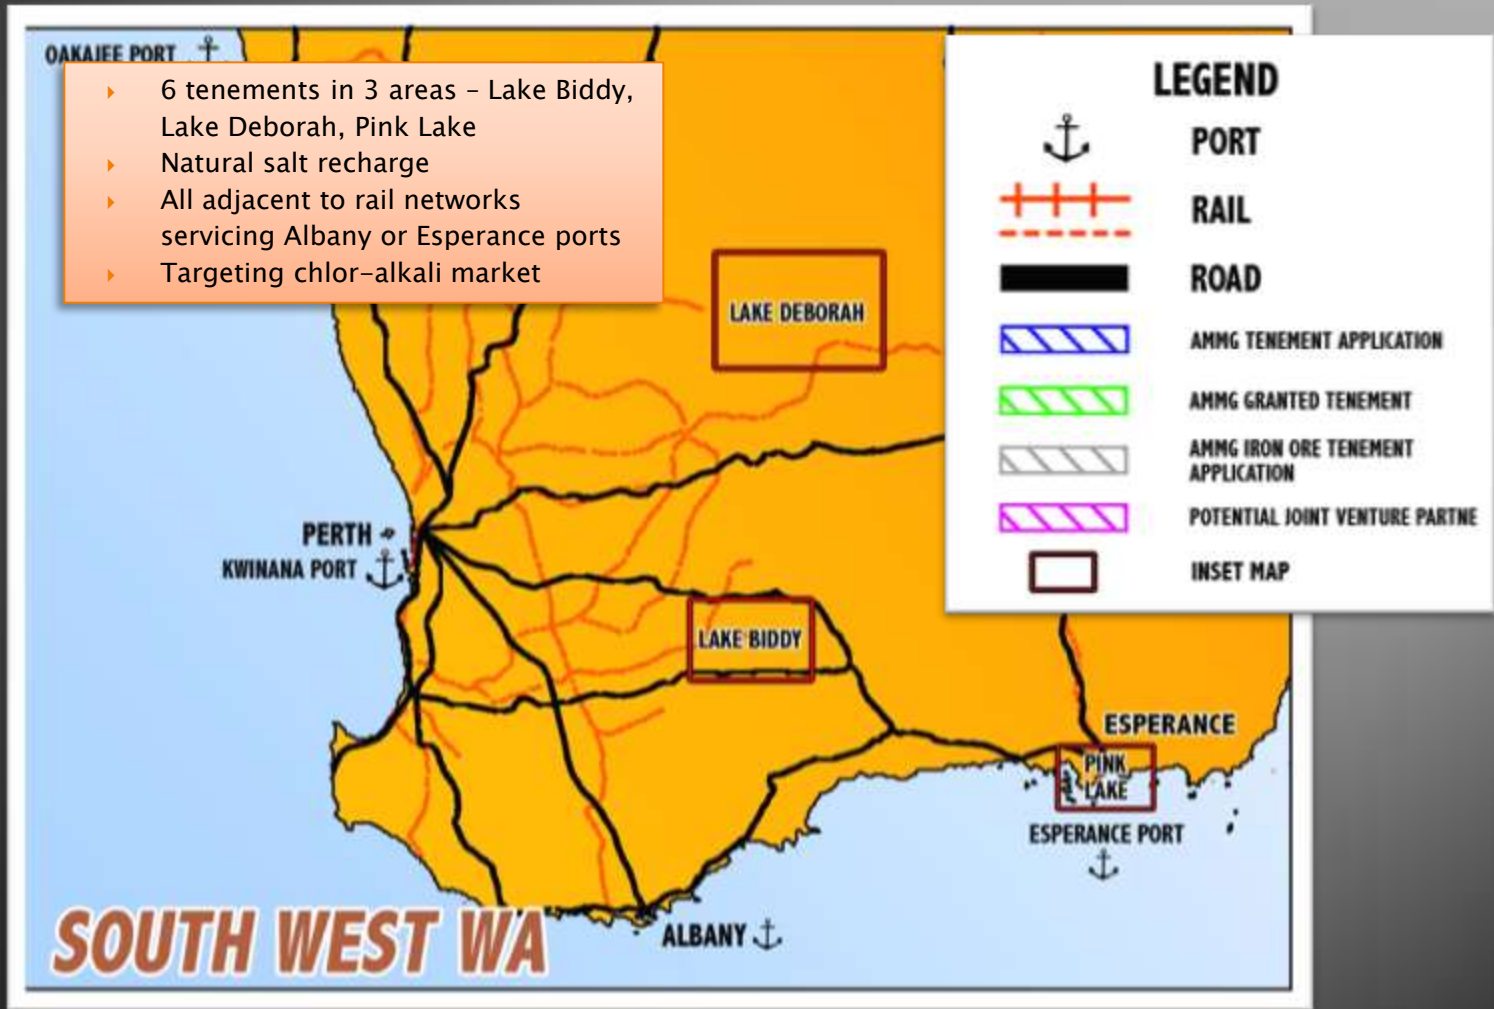 OAKAJEE PORT
6 tenements in 3 areas – Lake Biddy,
Lake Deborah, Pink Lake
Natural salt recharge
All adjacent to rail networks
servicing Albany or Esperance ports
Targeting chlor-alkali market
LEGEND
PORT
RAIL
ROAD
AMMG TENEMENT APPLICATION
AMMG GRANTED TENEMENT
AMMG IRON ORE TENEMENT
APPLICATION
POTENTIAL JOINT VENTURE PARTNE
INSET MAP
LAKE DEBORAH
PERTH
KWINANA PORT
LAKE BIDDY
ESPERANCE
PINK
LAKE
ESPERANCE PORT
ALBANY
SOUTH WEST WA